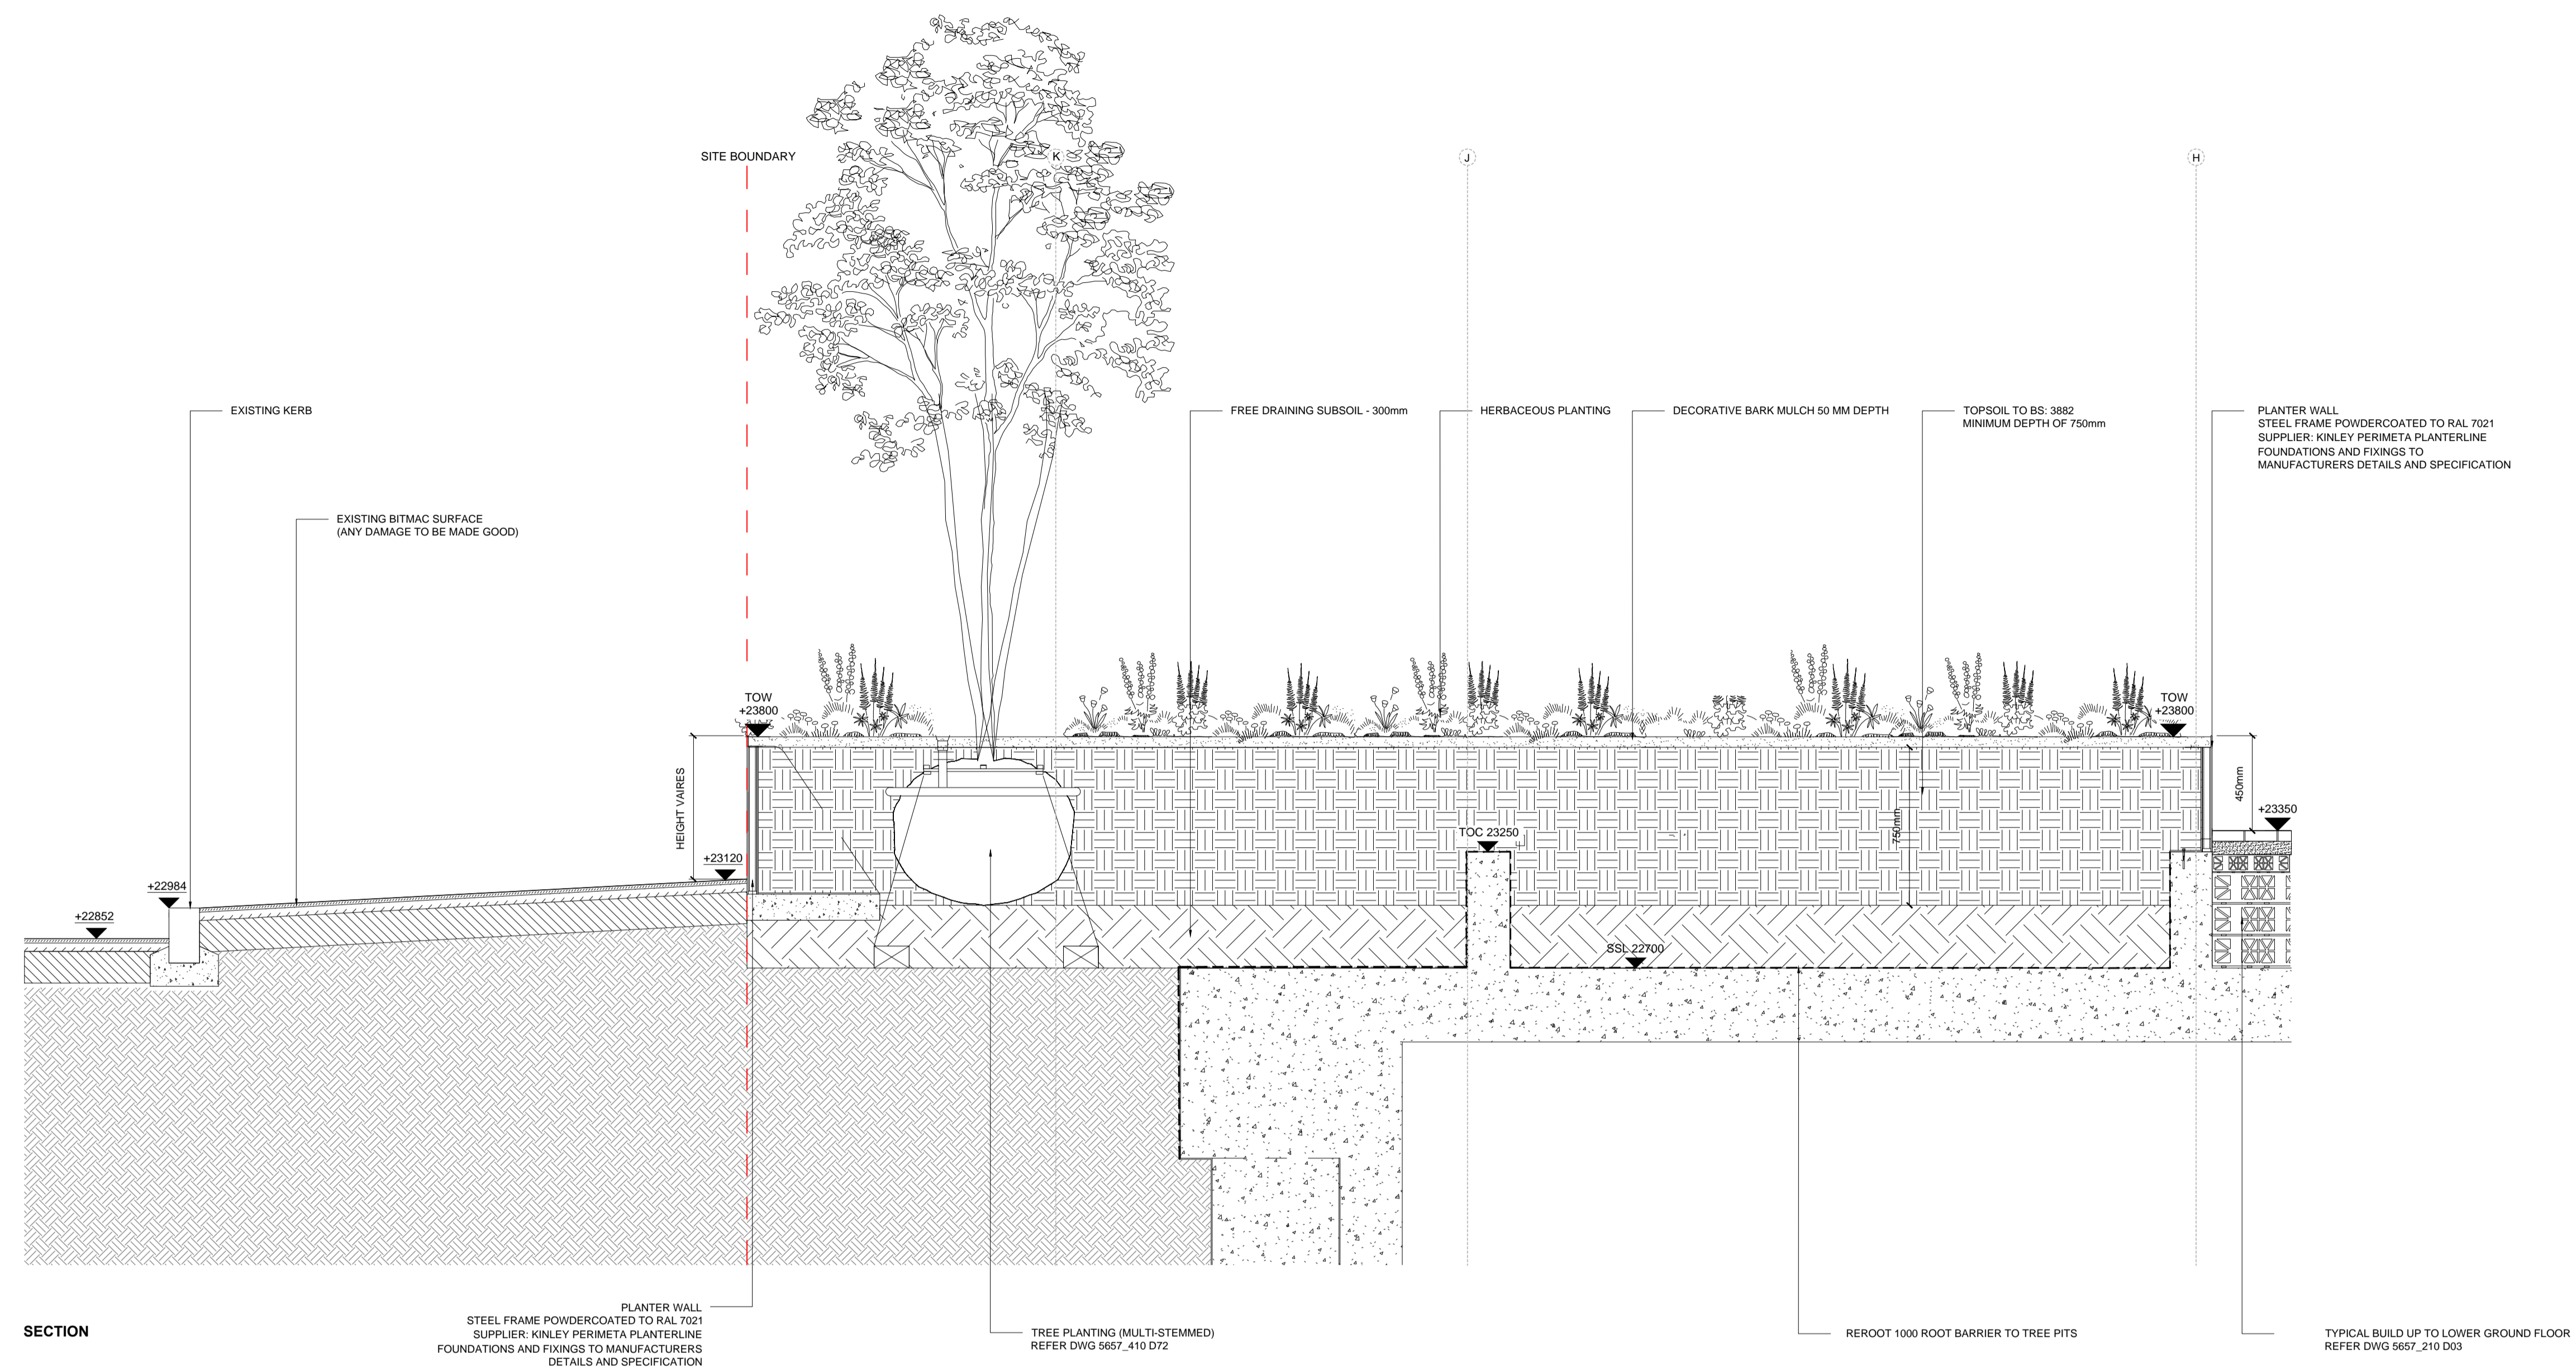 SITE BOUNDARY
K
J
H
EXISTING KERB
FREE DRAINING SUBSOIL - 300mm
HERBACEOUS PLANTING
DECORATIVE BARK MULCH 50 MM DEPTH
TOPSOIL TO BS: 3882
MINIMUM DEPTH OF 750mm
PLANTER WALL
STEEL FRAME POWDERCOATED TO RAL 7021
SUPPLIER: KINLEY PERIMETA PLANTERLINE
FOUNDATIONS AND FIXINGS TO
MANUFACTURERS DETAILS AND SPECIFICATION
EXISTING BITMAC SURFACE
(ANY DAMAGE TO BE MADE GOOD)
TOW
+23800
TOW
+23800
HEIGHT VAIRES
450mm
750mm
+23350
TOC 23250
+23120
+22984
+22852
SSL 22700
PLANTER WALL
STEEL FRAME POWDERCOATED TO RAL 7021
SUPPLIER: KINLEY PERIMETA PLANTERLINE
FOUNDATIONS AND FIXINGS TO MANUFACTURERS
DETAILS AND SPECIFICATION
TREE PLANTING (MULTI-STEMMED)
REFER DWG 5657_410 D72
REROOT 1000 ROOT BARRIER TO TREE PITS
TYPICAL BUILD UP TO LOWER GROUND FLOOR
REFER DWG 5657_210 D03
SECTION